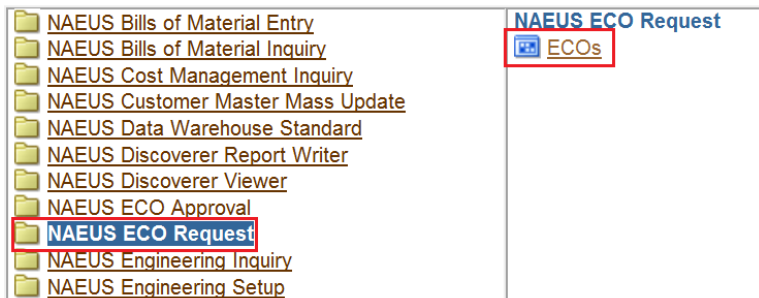 NAEUS Bills of Material Entry
NAEUS Bills of Material Inquiry
NAEUS Cost Management Inquiry
NAEUS Customer Master Mass Update
NAEUS Data Warehouse Standard
NAEUS Discoverer Report Writer
NAEUS Discoverer Viewer
NAEUS ECO Approval
NAEUS ECO Request
NAEUS Engineering Inquiry
NAEUS Engineering Setup
NAEUS ECO Request
ECOs